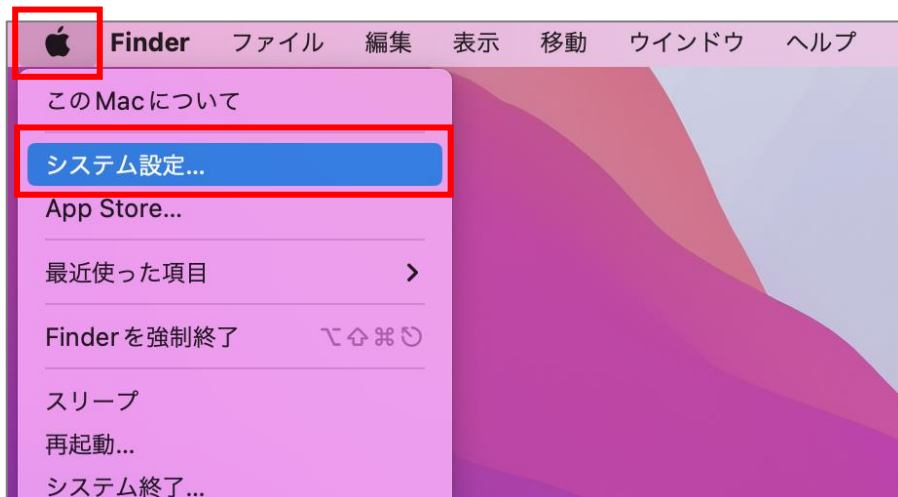 Finder ファイル 編集 表示 移動 ウインドウ ヘルプ
このMacについて
システム設定...
App Store...
最近使った項目 >
Finderを強制終了 ⌥⇧⌘⎋
スリープ
再起動...
システム終了...